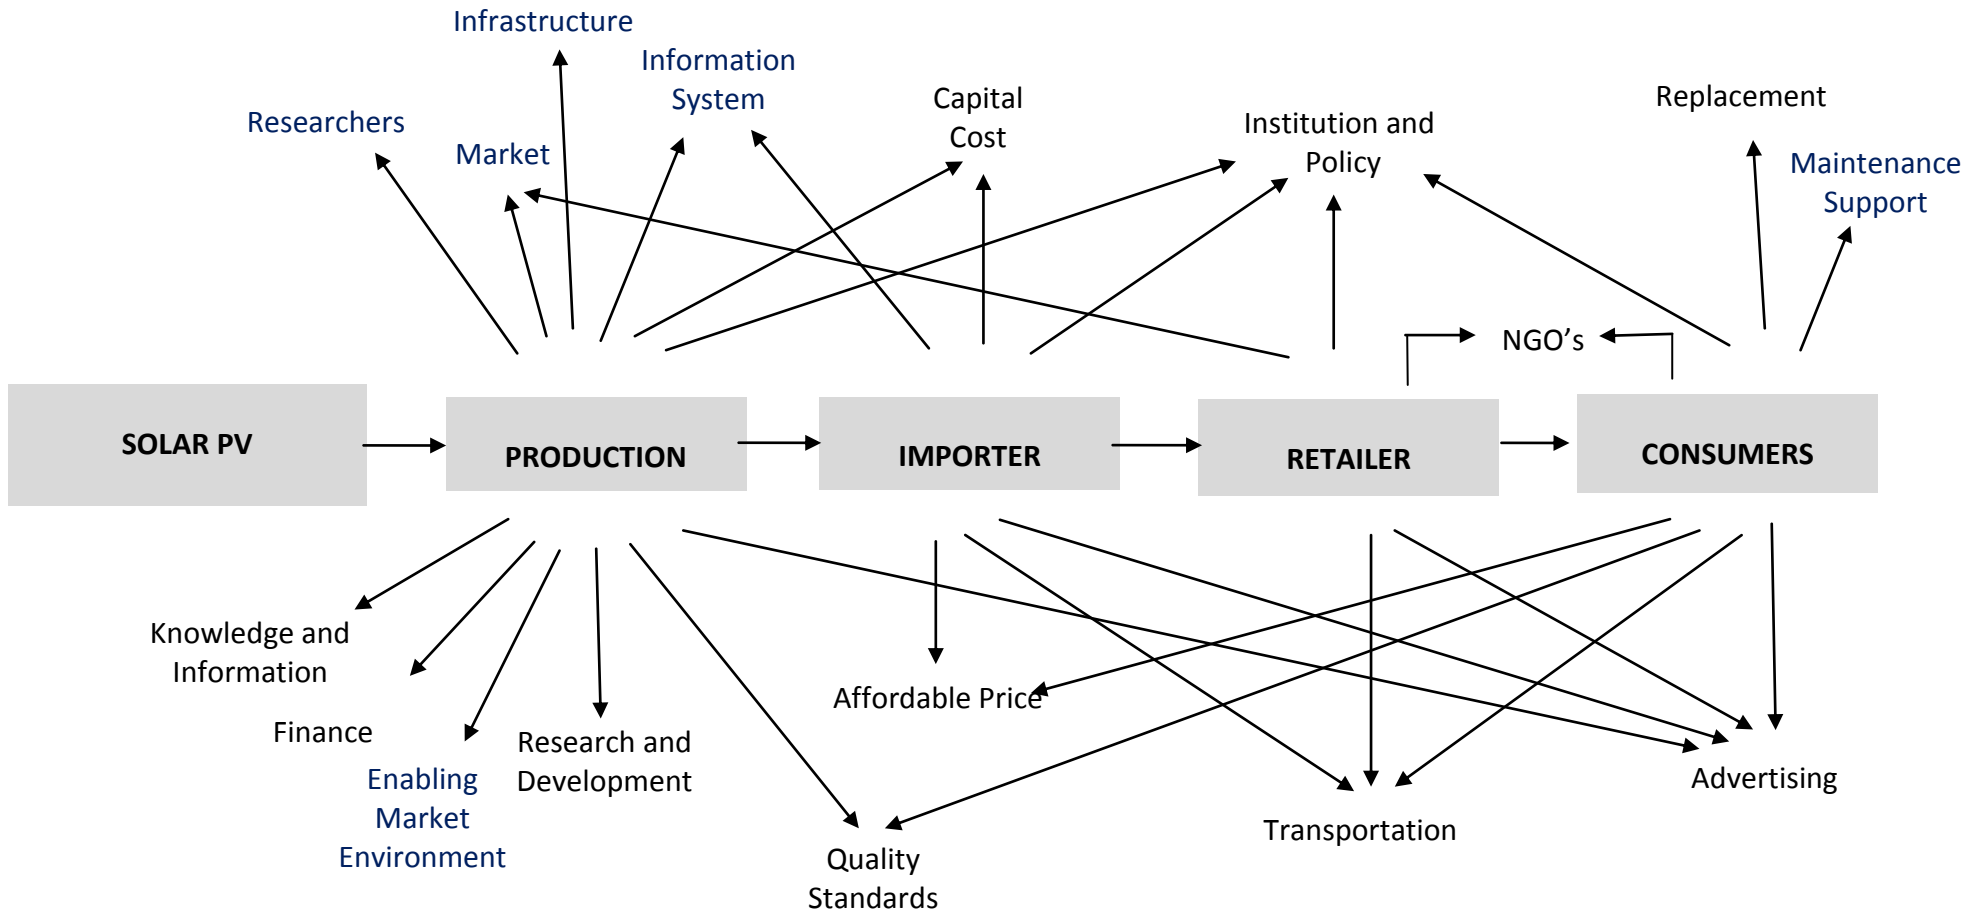 Infrastructure
Information
System
Researchers
Market
Capital
Cost
Institution and
Policy
Replacement
Maintenance
Support
NGO’s
SOLAR PV
PRODUCTION
IMPORTER
RETAILER
CONSUMERS
Knowledge and
Information
Finance
Enabling
Market
Environment
Research and
Development
Affordable Price
Quality
Standards
Transportation
Advertising